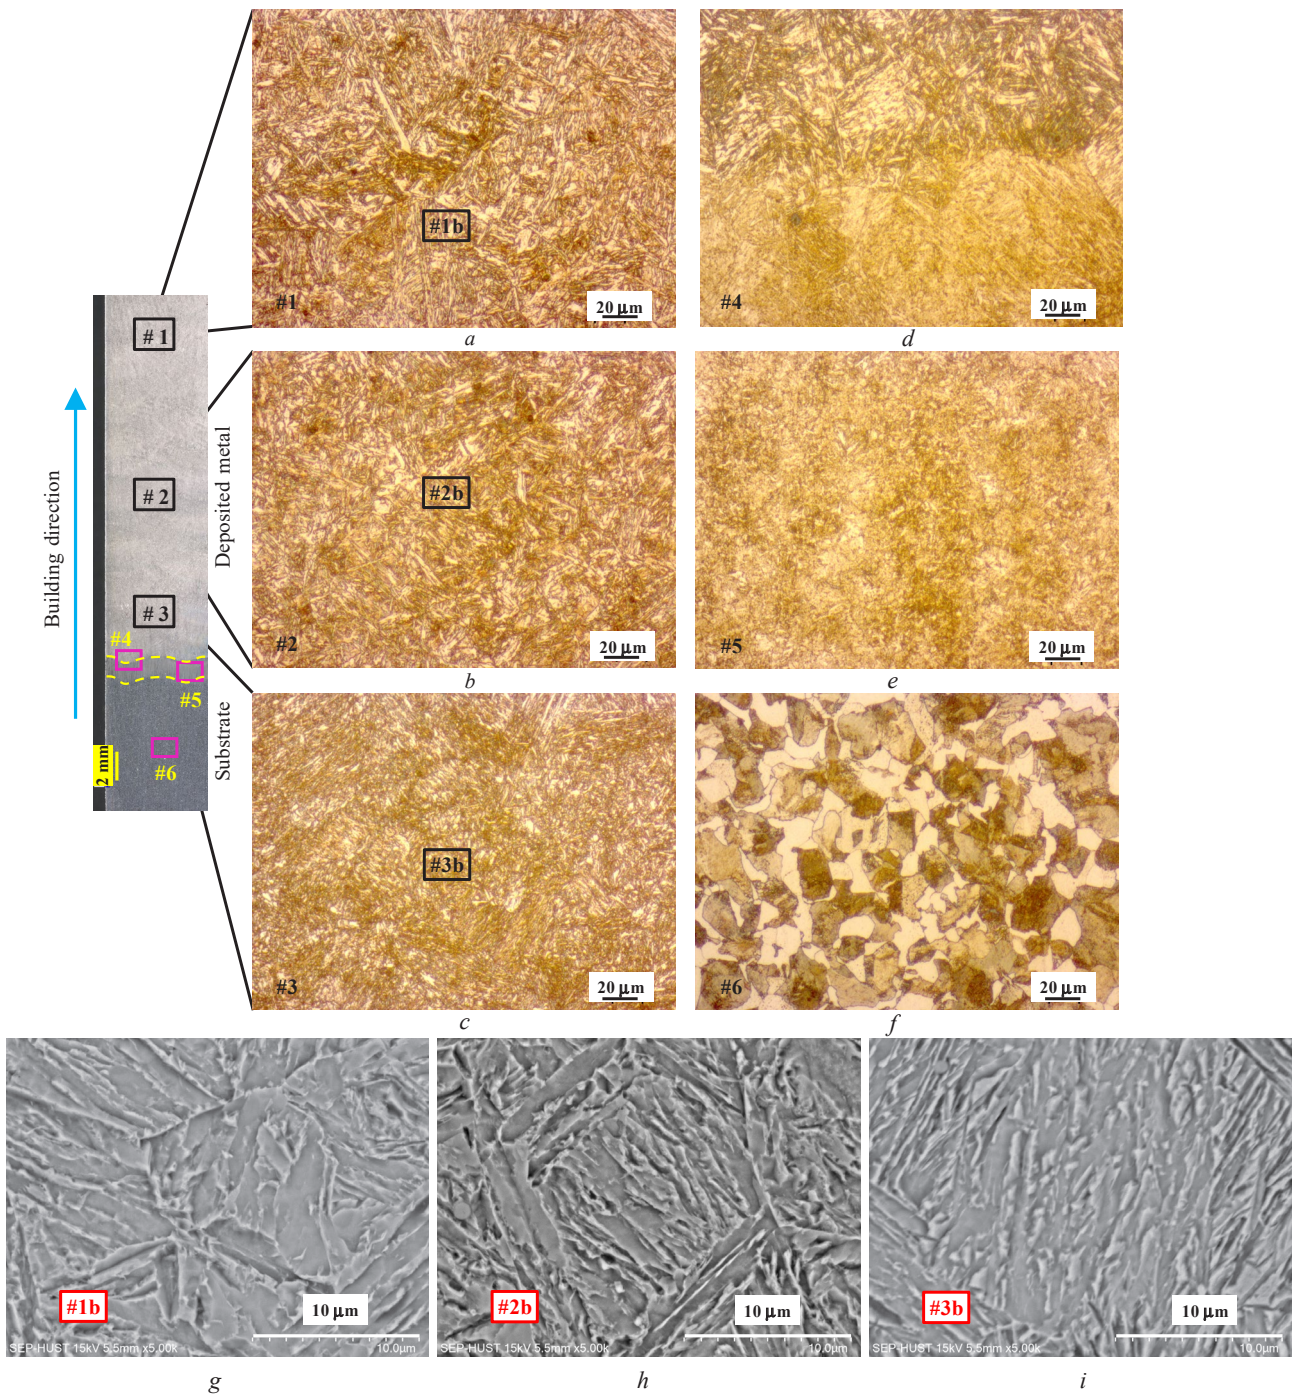 #1b
#1
20 μm
a
#4
20 μm
d
# 1
# 2
# 3
#4
#5
#6
2 mm
Building direction
Deposited metal
Substrate
#2b
#2
20 μm
b
#5
20 μm
e
#3b
#3
20 μm
c
#6
20 μm
f
#1b
10 μm
SEP-HUST 15kV 5.5mm x5.00k
10.0μm
g
#2b
10 μm
SEP-HUST 15kV 5.5mm x5.00k
10.0μm
h
#3b
10 μm
SEP-HUST 15kV 5.5mm x5.00k
10.0μm
i